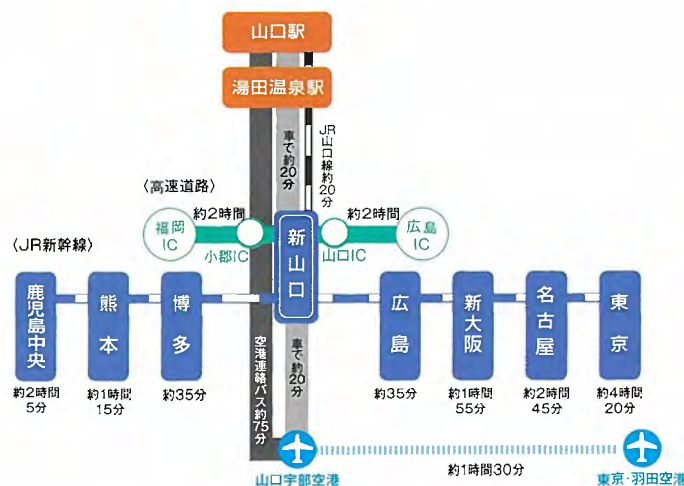 山口駅
湯田温泉駅
車で約20分
JR山口線約20分
〈高速道路〉
約2時間
約2時間
福岡IC
小郡IC
新山口
山口IC
広島IC
〈JR新幹線〉
鹿児島中央
熊本
博多
広島
新大阪
名古屋
東京
約2時間
5分
約1時間
15分
約35分
約35分
約1時間
55分
約2時間
45分
約4時間
20分
空港連絡バス約75分
車で約20分
約1時間30分
山口宇部空港
東京・羽田空港